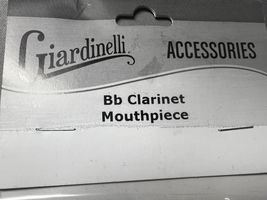 Giardinelli ACCESSORIES
Bb Clarinet
Mouthpiece